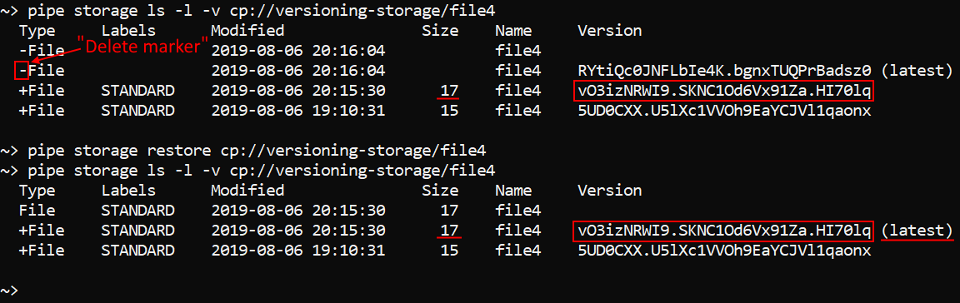 ~> pipe storage ls -l -v cp://versioning-storage/file4
Type Labels Modified Size Name Version
-File 2019-08-06 20:16:04 file4
"Delete marker"
-File 2019-08-06 20:16:04 file4 RYtiQc0JNFLbIe4K.bgnxTUQPrBadsz0 (latest)
+File STANDARD 2019-08-06 20:15:30 17 file4 vO3izNRWI9.SKNC1Od6Vx91Za.HI70lq
+File STANDARD 2019-08-06 19:10:31 15 file4 5UD0CXX.U5lXc1VVOh9EaYCJVl1qaonx
~> pipe storage restore cp://versioning-storage/file4
~> pipe storage ls -l -v cp://versioning-storage/file4
Type Labels Modified Size Name Version
File STANDARD 2019-08-06 20:15:30 17 file4
+File STANDARD 2019-08-06 20:15:30 17 file4 vO3izNRWI9.SKNC1Od6Vx91Za.HI70lq (latest)
+File STANDARD 2019-08-06 19:10:31 15 file4 5UD0CXX.U5lXc1VVOh9EaYCJVl1qaonx
~>